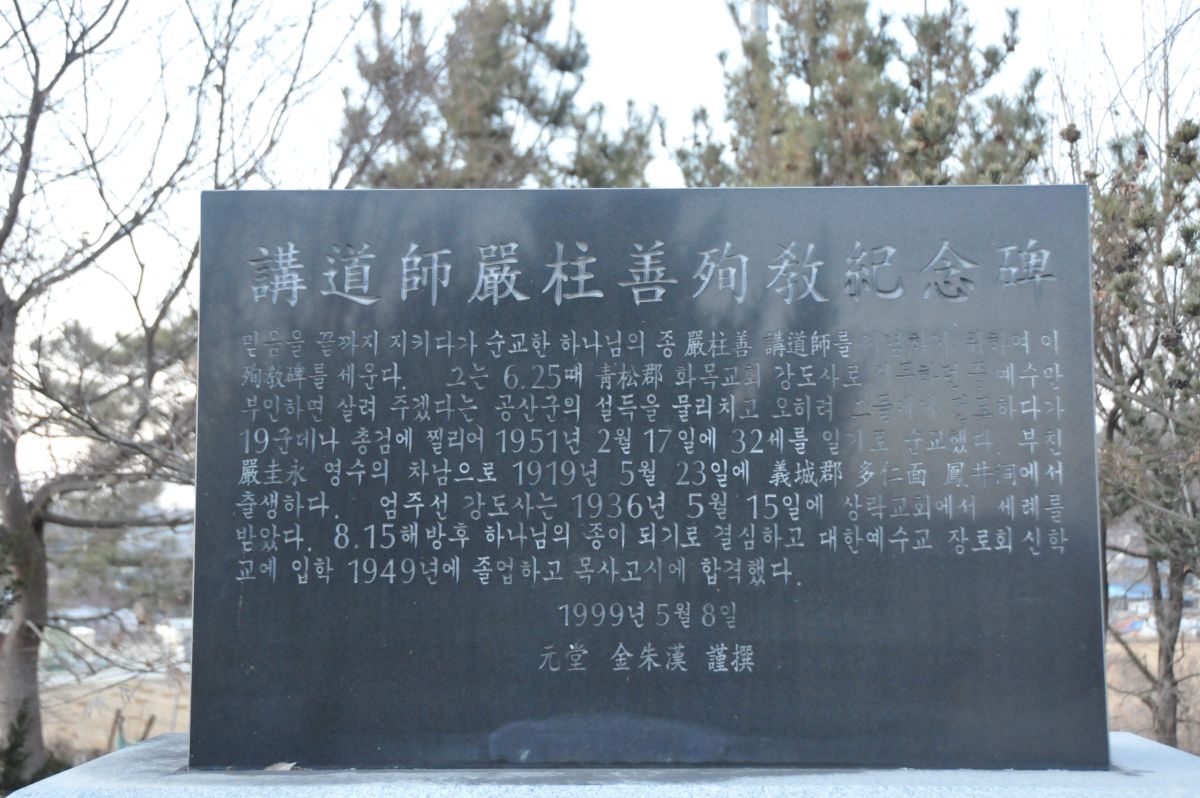 講道師嚴柱善殉敎紀念碑
믿음을 끝까지 지키다가 순교한 하나님의 종 嚴柱善 講道師를 기념하기 위하여 이
殉敎碑를 세운다. 그는 6.25때 靑松郡 화목교회 강도사로 시무하던 중 예수만
부인하면 살려 주겠다는 공산군의 설득을 물리치고 오히려 그들에게 전도하다가
19군데나 총검에 찔리어 1951년 2월 17일에 32세를 일기로 순교했다. 부친
嚴圭永 영수의 차남으로 1919년 5월 23일에 義城郡 多仁面 鳳井洞에서
출생하다. 엄주선 강도사는 1936년 5월 15일에 상락교회에서 세례를
받았다. 8.15해방후 하나님의 종이 되기로 결심하고 대한예수교 장로회신학
교에 입학 1949년에 졸업하고 목사고시에 합격했다.
1999년 5월 8일
元堂 金朱漢 謹撰